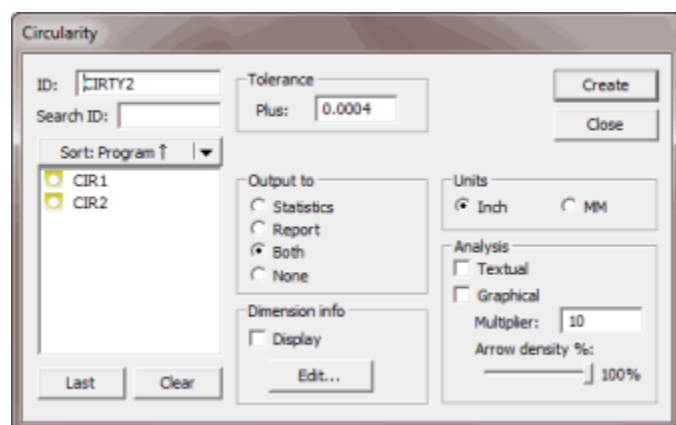 Circularity
ID: CIRTY2
Search ID:
Sort: Program ↑
CIR1
CIR2
Last
Clear
Tolerance
Plus: 0.0004
Output to
Statistics
Report
Both
None
Dimension info
Display
Edit...
Create
Close
Units
Inch
MM
Analysis
Textual
Graphical
Multiplier: 10
Arrow density %:
100%